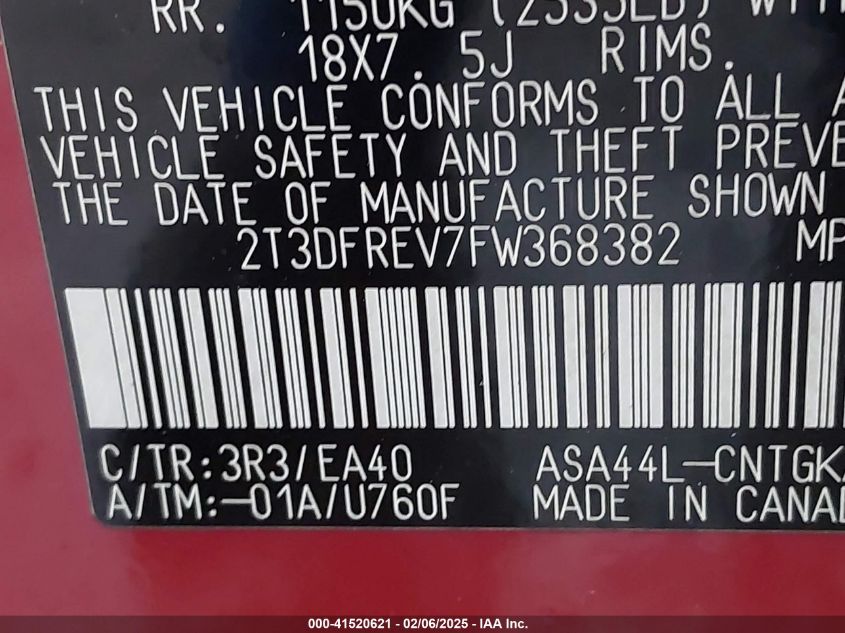 RR. 1150KG (2535LB) WITH
18X7.5J RIMS.
THIS VEHICLE CONFORMS TO ALL A
VEHICLE SAFETY AND THEFT PREVE
THE DATE OF MANUFACTURE SHOWN
2T3DFREV7FW368382 MP
C/TR:3R3/EA40 ASA44L-CNTGK
A/TM:-01A/U760F MADE IN CANAD
000-41520621 - 02/06/2025 - IAA Inc.